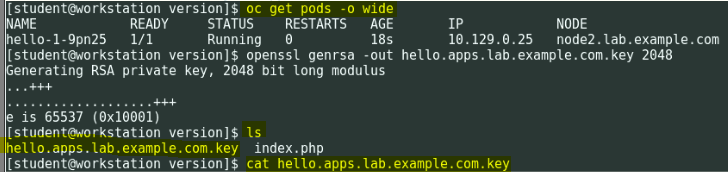 [student@workstation version]$ oc get pods -o wide
NAME            READY     STATUS    RESTARTS   AGE       IP            NODE
hello-1-9pn25   1/1       Running   0          18s       10.129.0.25   node2.lab.example.com
[student@workstation version]$ openssl genrsa -out hello.apps.lab.example.com.key 2048
Generating RSA private key, 2048 bit long modulus
...+++
...................+++
e is 65537 (0x10001)
[student@workstation version]$ ls
hello.apps.lab.example.com.key  index.php
[student@workstation version]$ cat hello.apps.lab.example.com.key